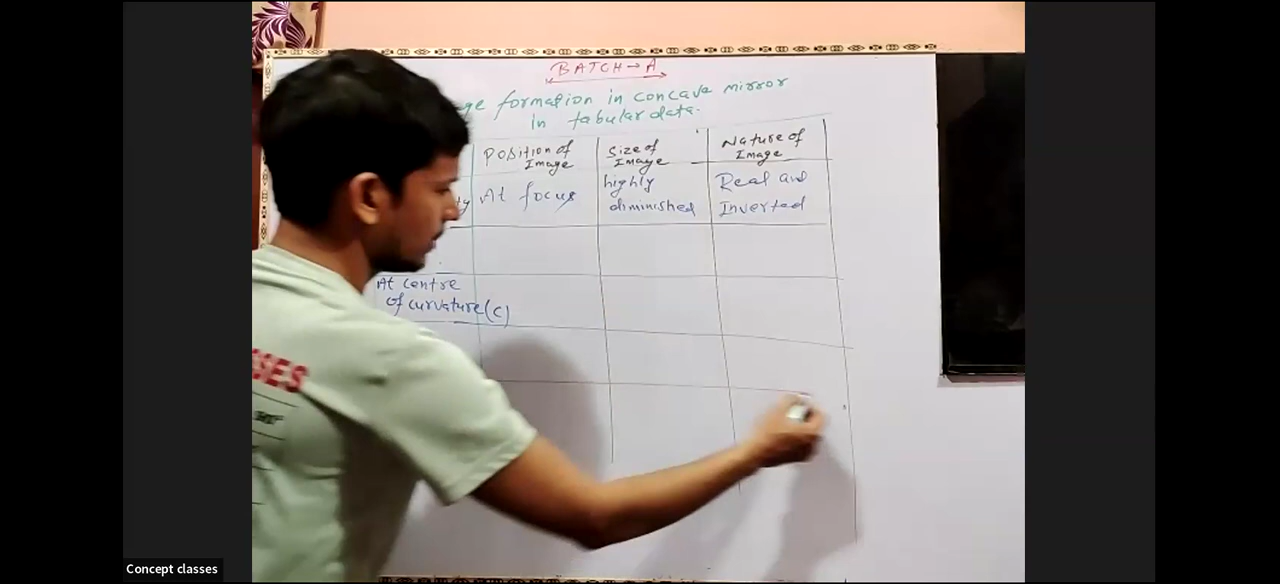 BATCH → A
formation in concave mirror
in tabular data.
Position of
Image
Size of
Image
Nature of
Image
At focus
highly
diminished
Real and
Inverted
At centre
of curvature (C)
Concept classes